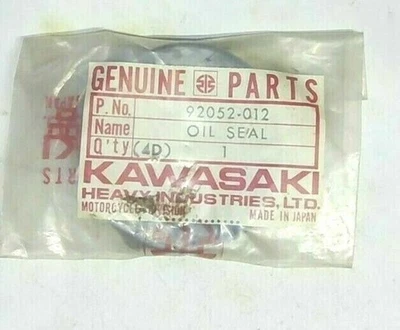 GENUINE PARTS
P. No. 92052-012
Name OIL SEAL
Q'ty (4D) 1
KAWASAKI
HEAVY INDUSTRIES, LTD.
MOTORCYCLE DIVISION MADE IN JAPAN